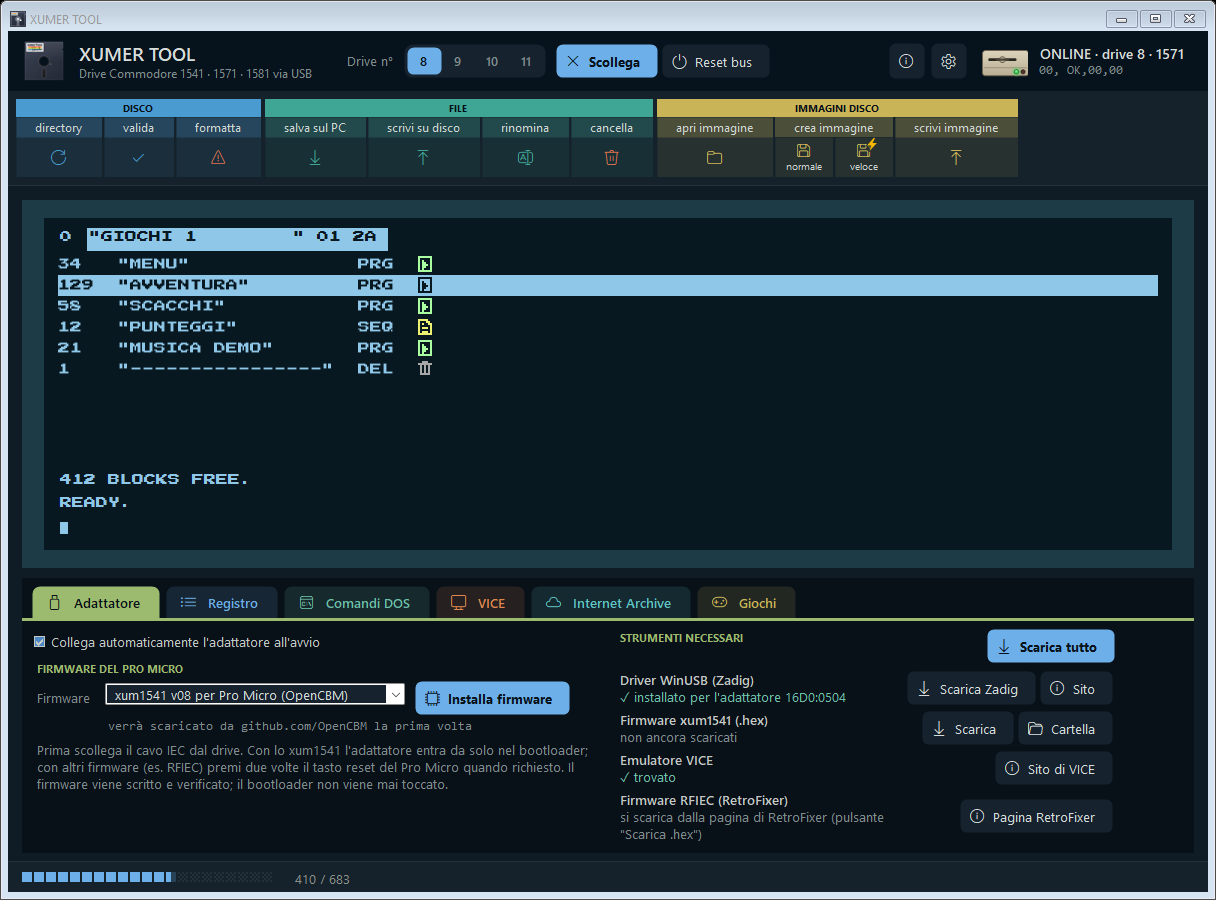 XUMER TOOL
XUMER TOOL
Drive Commodore 1541 · 1571 · 1581 via USB
Drive n° 8 9 10 11 Scollega Reset bus
ONLINE · drive 8 · 1571
00, OK,00,00
DISCO FILE IMMAGINI DISCO
directory valida formatta salva sul PC scrivi su disco rinomina cancella apri immagine crea immagine scrivi immagine
normale veloce
0 "GIOCHI 1 " 01 2A
34 "MENU" PRG
129 "AVVENTURA" PRG
58 "SCACCHI" PRG
12 "PUNTEGGI" SEQ
21 "MUSICA DEMO" PRG
1 "----------------" DEL
412 BLOCKS FREE.
READY.
Adattatore Registro Comandi DOS VICE Internet Archive Giochi
Collega automaticamente l'adattatore all'avvio
FIRMWARE DEL PRO MICRO
Firmware xum1541 v08 per Pro Micro (OpenCBM) Installa firmware
verrà scaricato da github.com/OpenCBM la prima volta
Prima scollega il cavo IEC dal drive. Con lo xum1541 l'adattatore entra da solo nel bootloader;
con altri firmware (es. RFIEC) premi due volte il tasto reset del Pro Micro quando richiesto. Il
firmware viene scritto e verificato; il bootloader non viene mai toccato.
STRUMENTI NECESSARI
Scarica tutto
Driver WinUSB (Zadig)
✓ installato per l'adattatore 16D0:0504
Scarica Zadig Sito
Firmware xum1541 (.hex)
non ancora scaricati
Scarica Cartella
Emulatore VICE
✓ trovato
Sito di VICE
Firmware RFIEC (RetroFixer)
si scarica dalla pagina di RetroFixer (pulsante
"Scarica .hex")
Pagina RetroFixer
410 / 683